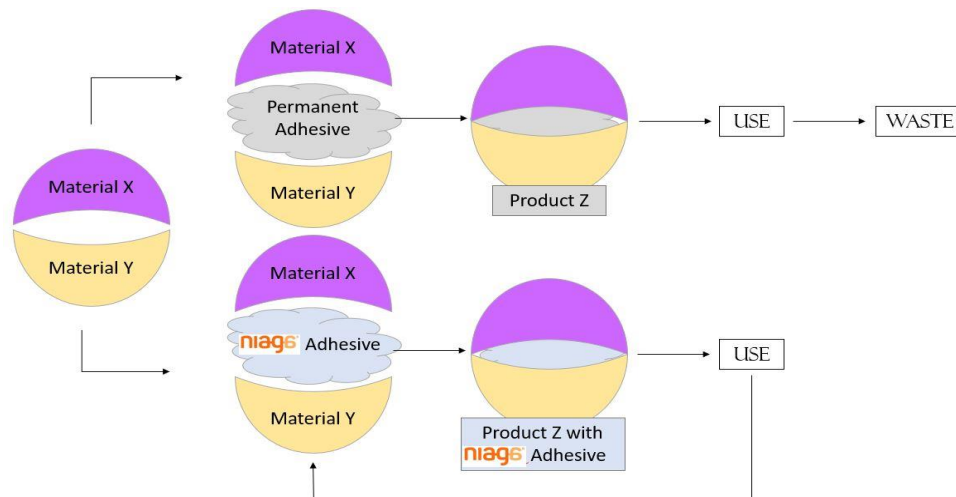 Material X
Material Y
Material X
Permanent
Adhesive
Material Y
Product Z
USE
WASTE
Material X
niaga Adhesive
Material Y
Product Z with
niaga Adhesive
USE